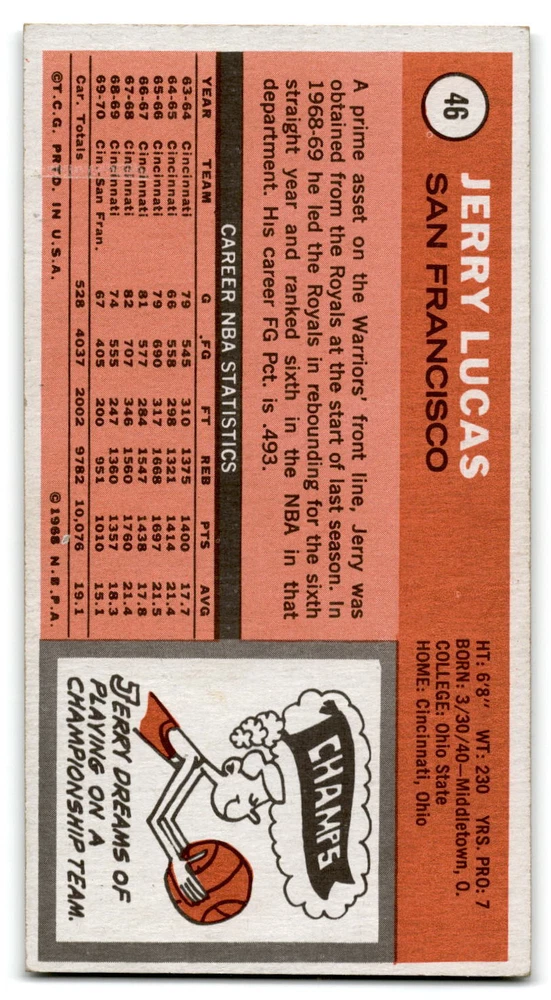 46
JERRY LUCAS
SAN FRANCISCO
HT: 6'8" WT: 230 YRS. PRO: 7
BORN: 3/30/40—Middletown, O.
COLLEGE: Ohio State
HOME: Cincinnati, Ohio
A prime asset on the Warriors' front line, Jerry was
obtained from the Royals at the start of last season. In
1968-69 he led the Royals in rebounding for the sixth
straight year and ranked sixth in the NBA in that
department. His career FG Pct. is .493.
CAREER NBA STATISTICS
YEAR TEAM G .FG FT REB PTS AVG
63-64 Cincinnati 79 545 310 1375 1400 17.7
64-65 Cincinnati 66 558 298 1321 1414 21.4
65-66 Cincinnati 79 690 317 1668 1697 21.5
66-67 Cincinnati 81 577 284 1547 1438 17.8
67-68 Cincinnati 82 707 346 1560 1760 21.4
68-69 Cincinnati 74 555 247 1360 1357 18.3
69-70 Cin.-San Fran. 67 405 200 951 1010 15.1
Car. Totals 528 4037 2002 9782 10,076 19.1
©T.C.G. PRTD. IN U.S.A. ©1968 N.B.P.A.
CHAMPS
JERRY DREAMS OF
PLAYING ON A
CHAMPIONSHIP TEAM.